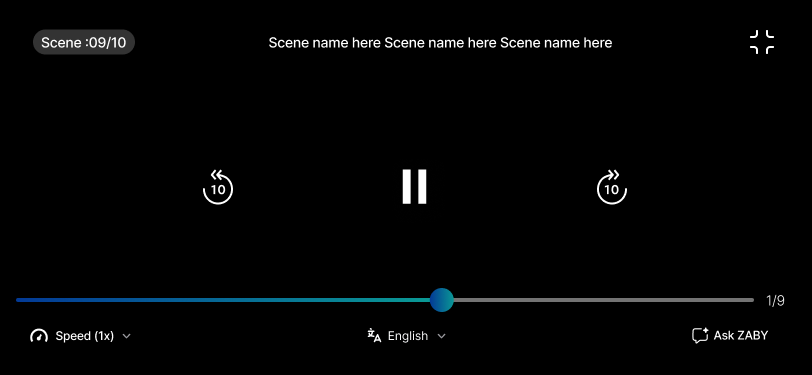 Scene :09/10
Scene name here Scene name here Scene name here
10
10
1/9
Speed (1x)
English
Ask ZABY